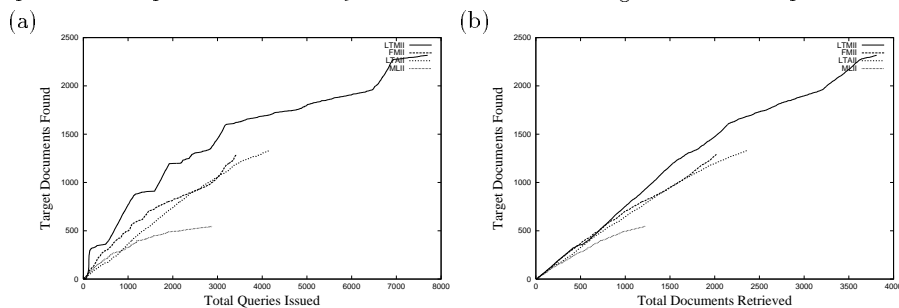 (a)
2500
2000
1500
1000
500
0
0 1000 2000 3000 4000 5000 6000 7000 8000
Target Documents Found
Total Queries Issued
LTMII
FMII
LTAII
MLII
(b)
2500
2000
1500
1000
500
0
0 500 1000 1500 2000 2500 3000 3500 4000
Target Documents Found
Total Documents Retrieved
LTMII
FMII
LTAII
MLII